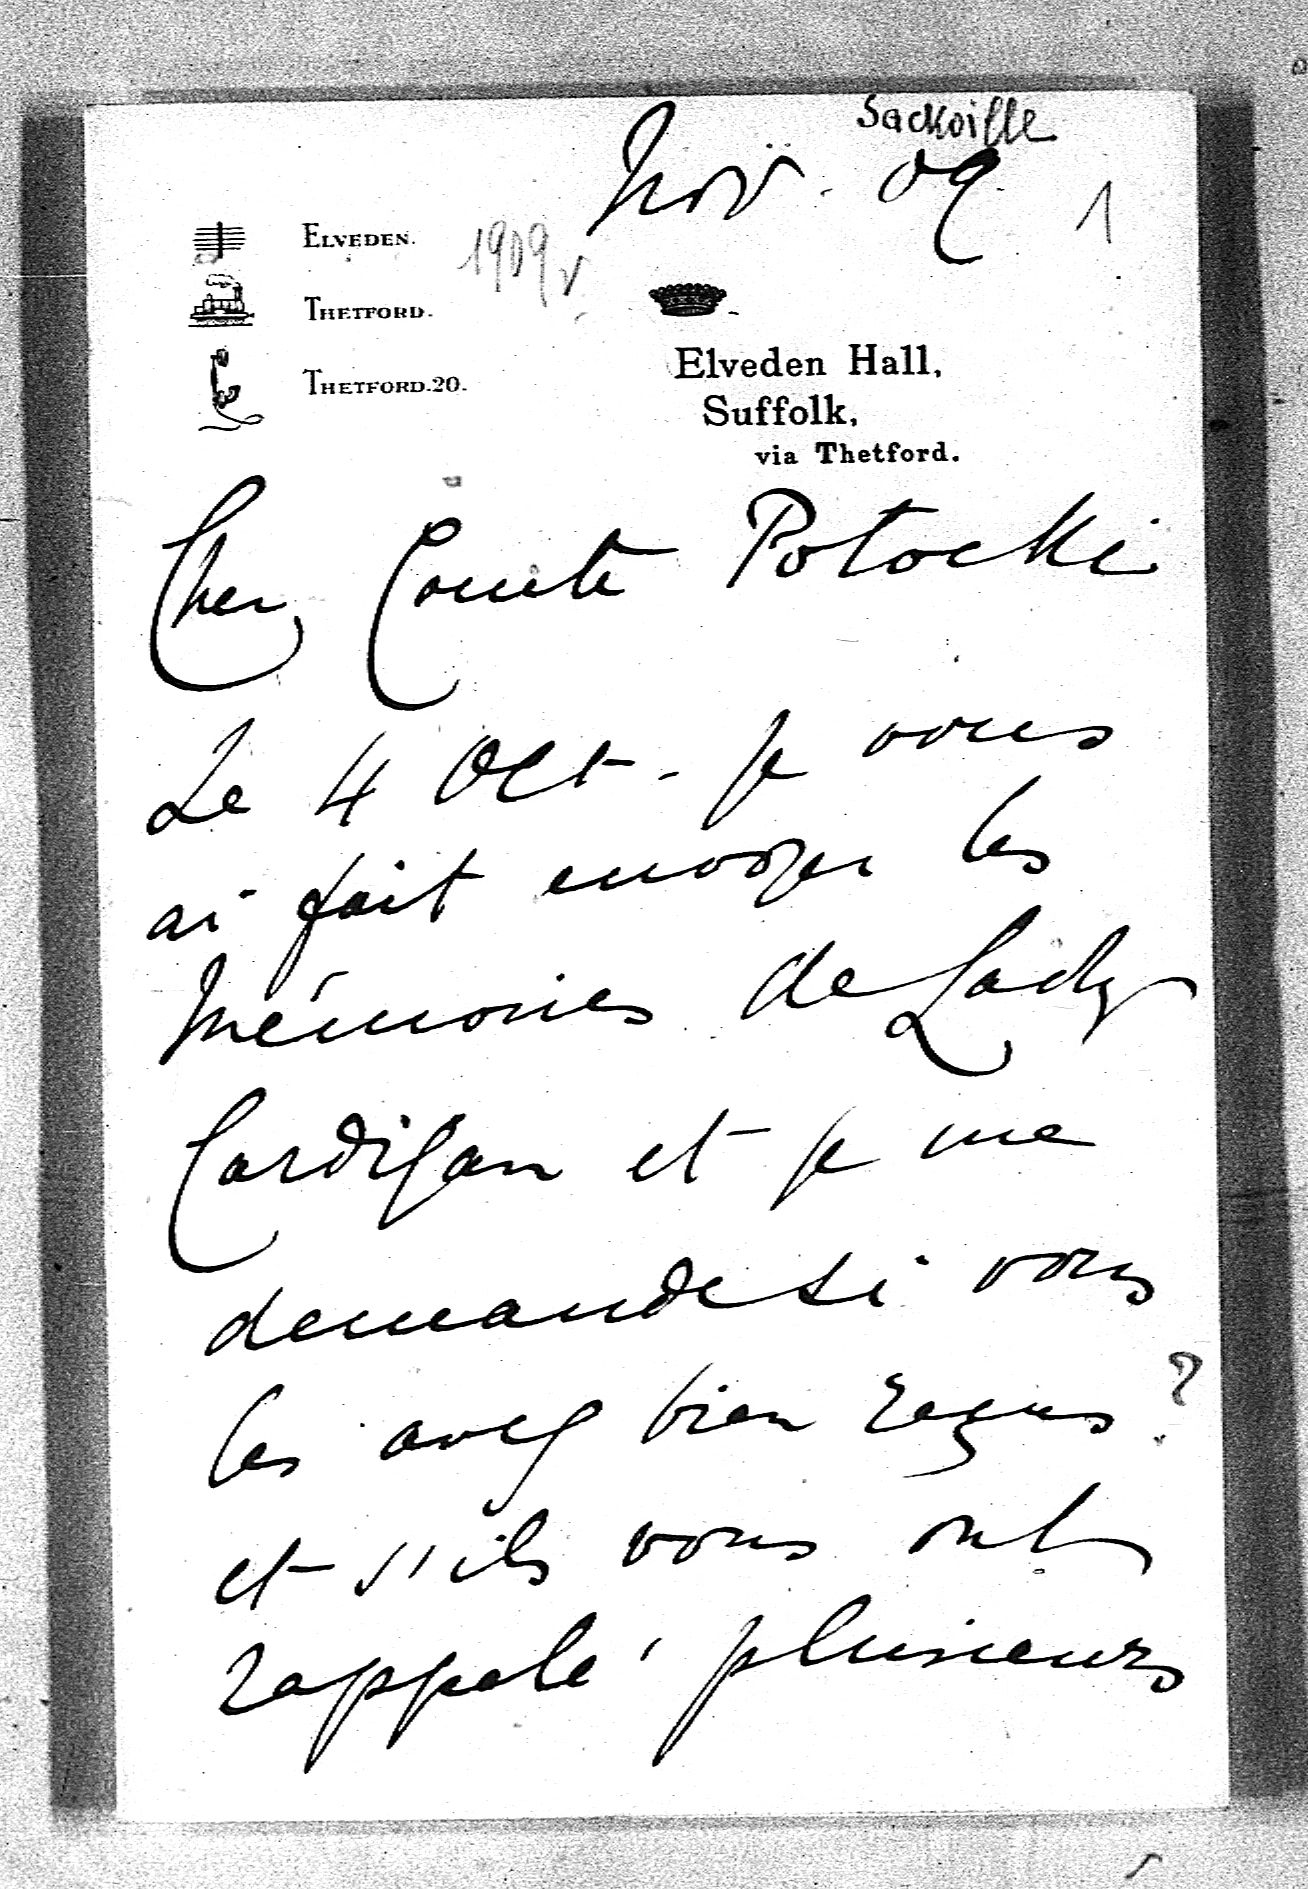 Sackville
Nov. 09
1
ELVEDEN.
1909
THETFORD.
THETFORD.20.
Elveden Hall,
Suffolk,
via Thetford.
Cher Comte Potocki
Le 4 Oct. je vous
ai fait envoyer les
Mémoires de Lady
Cardigan et je me
demande si vous
les avez bien reçus ?
et s'ils vous ont
rappelé plusieurs